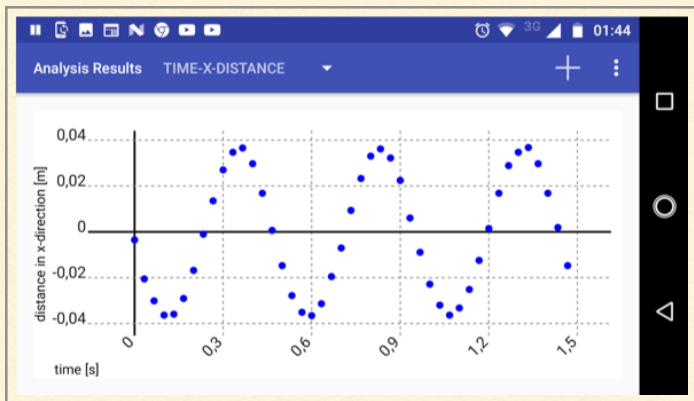 3G 01:44
Analysis Results TIME-X-DISTANCE
0,04
0,02
0
-0,02
-0,04
distance in x-direction [m]
0 0,3 0,6 0,9 1,2 1,5
time [s]